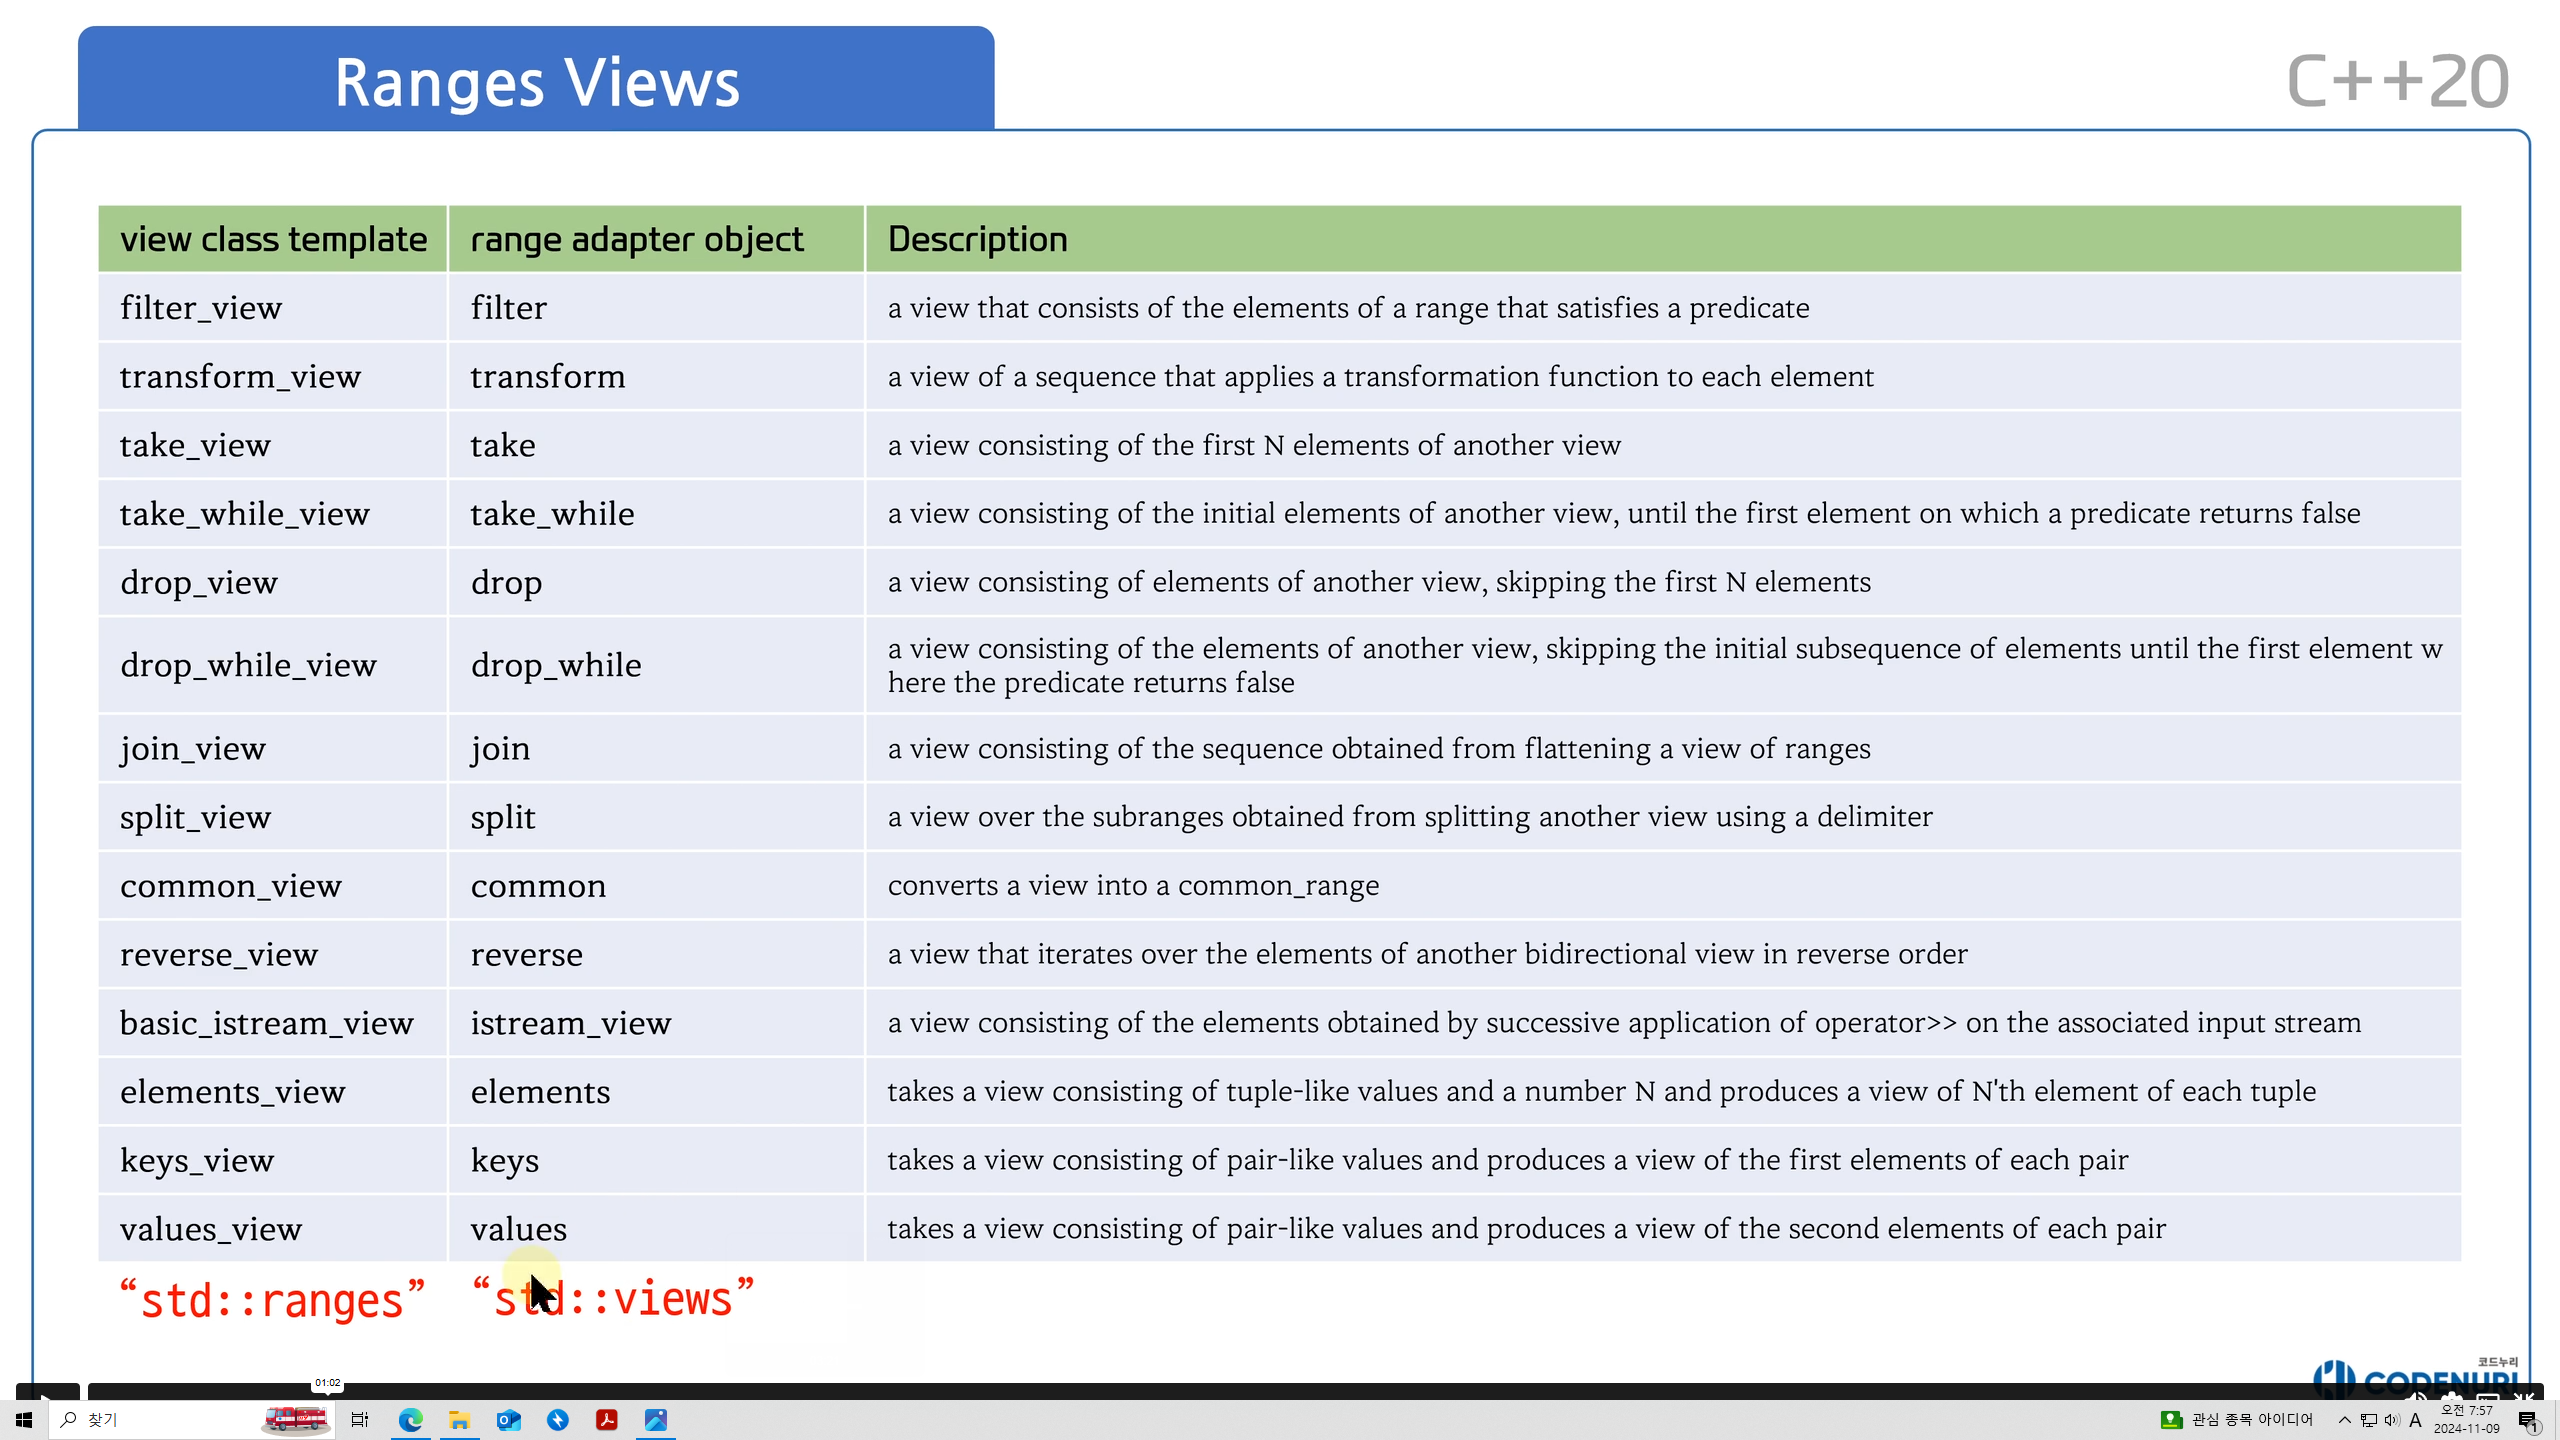 Ranges Views
C++20
view class template range adapter object Description
filter_view filter a view that consists of the elements of a range that satisfies a predicate
transform_view transform a view of a sequence that applies a transformation function to each element
take_view take a view consisting of the first N elements of another view
take_while_view take_while a view consisting of the initial elements of another view, until the first element on which a predicate returns false
drop_view drop a view consisting of elements of another view, skipping the first N elements
drop_while_view drop_while a view consisting of the elements of another view, skipping the initial subsequence of elements until the first element w
here the predicate returns false
join_view join a view consisting of the sequence obtained from flattening a view of ranges
split_view split a view over the subranges obtained from splitting another view using a delimiter
common_view common converts a view into a common_range
reverse_view reverse a view that iterates over the elements of another bidirectional view in reverse order
basic_istream_view istream_view a view consisting of the elements obtained by successive application of operator>> on the associated input stream
elements_view elements takes a view consisting of tuple-like values and a number N and produces a view of N'th element of each tuple
keys_view keys takes a view consisting of pair-like values and produces a view of the first elements of each pair
values_view values takes a view consisting of pair-like values and produces a view of the second elements of each pair
“std::ranges” “std::views”
코드누리
CODENURI
01:02
찾기
관심 종목 아이디어
A
오전 7:57
2024-11-09
1